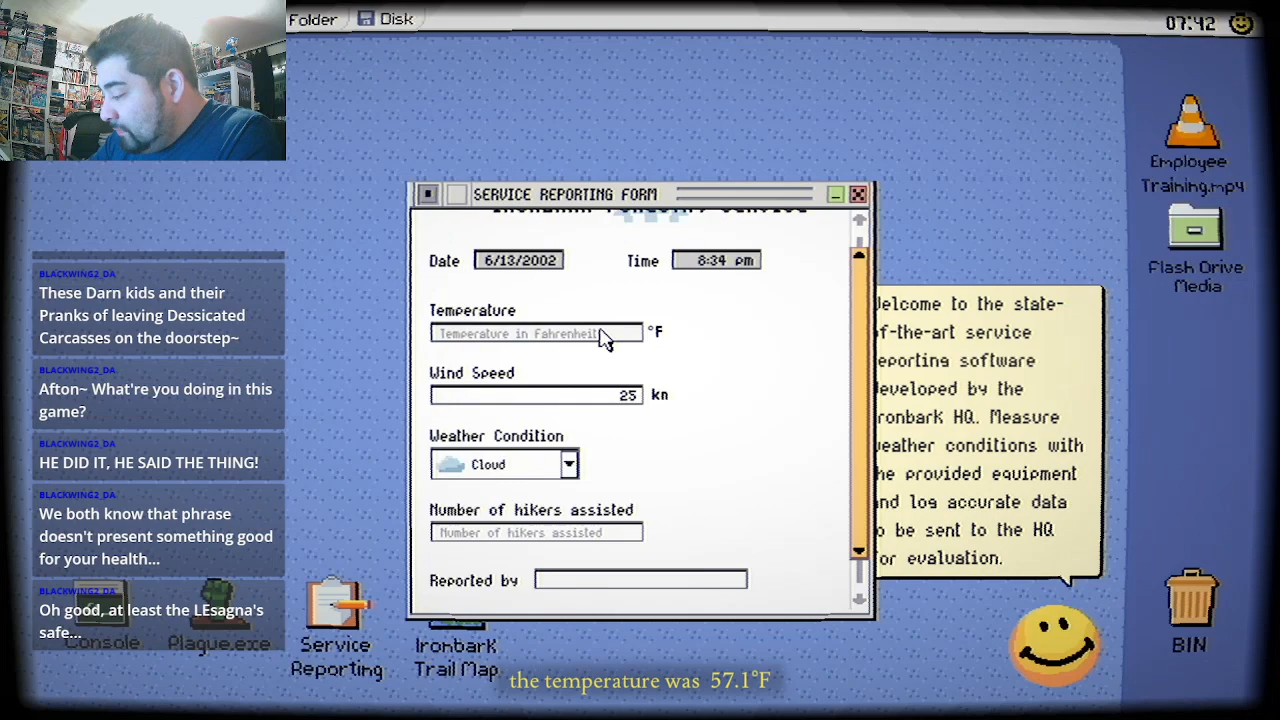 Folder
Disk
07:42
Employee
Training.mp4
Flash Drive
Media
SERVICE REPORTING FORM
Date
6/13/2002
Time
8:34 pm
Temperature
Temperature in Fahrenheit
°F
Wind Speed
25
kn
Weather Condition
Cloud
Number of hikers assisted
Number of hikers assisted
Reported by
Welcome to the state-
of-the-art service
reporting software
developed by the
Ironbark HQ. Measure
weather conditions with
the provided equipment
and log accurate data
to be sent to the HQ
for evaluation.
BLACKWING2_DA
These Darn kids and their
Pranks of leaving Dessicated
Carcasses on the doorstep~
BLACKWING2_DA
Afton~ What're you doing in this
game?
BLACKWING2_DA
HE DID IT, HE SAID THE THING!
BLACKWING2_DA
We both know that phrase
doesn't present something good
for your health...
BLACKWING2_DA
Oh good, at least the LEsagna's
safe...
Console
Plague.exe
Service
Reporting
Ironbark
Trail Map
BIN
the temperature was 57.1°F